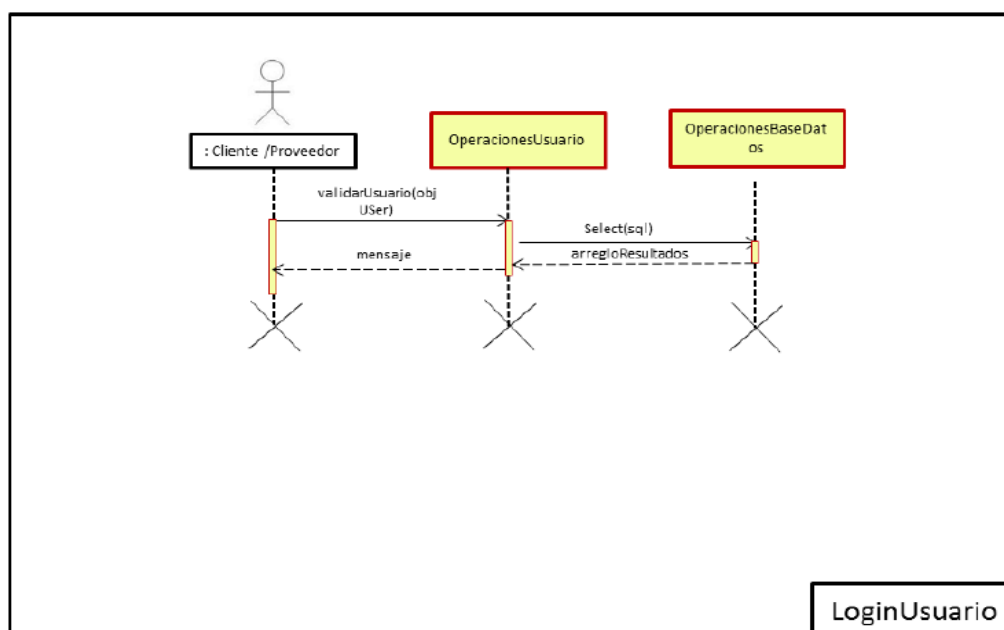 : Cliente /Proveedor
OperacionesUsuario
OperacionesBaseDat
os
validarUsuario(obj
USer)
Select(sql)
mensaje
arregloResultados
LoginUsuario